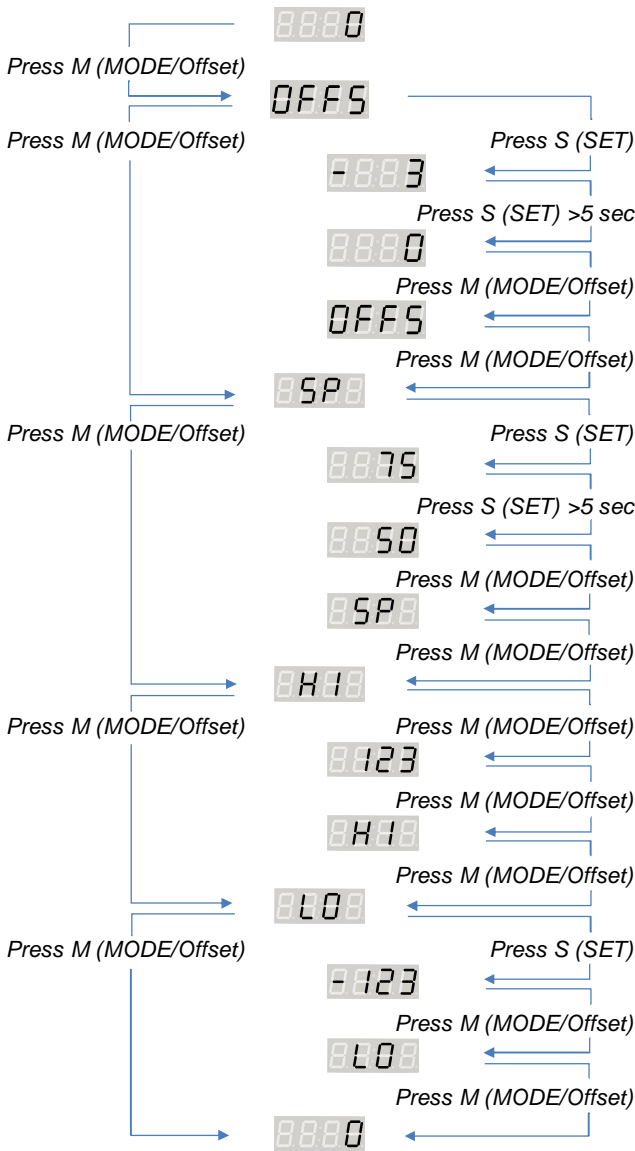 0
Press M (MODE/Offset)
OFFS
Press M (MODE/Offset)
Press S (SET)
- 3
Press S (SET) >5 sec
0
Press M (MODE/Offset)
OFFS
Press M (MODE/Offset)
SP
Press M (MODE/Offset)
Press S (SET)
75
Press S (SET) >5 sec
50
Press M (MODE/Offset)
SP
Press M (MODE/Offset)
HI
Press M (MODE/Offset)
Press M (MODE/Offset)
123
Press M (MODE/Offset)
HI
Press M (MODE/Offset)
LO
Press M (MODE/Offset)
Press S (SET)
-123
Press M (MODE/Offset)
LO
Press M (MODE/Offset)
0